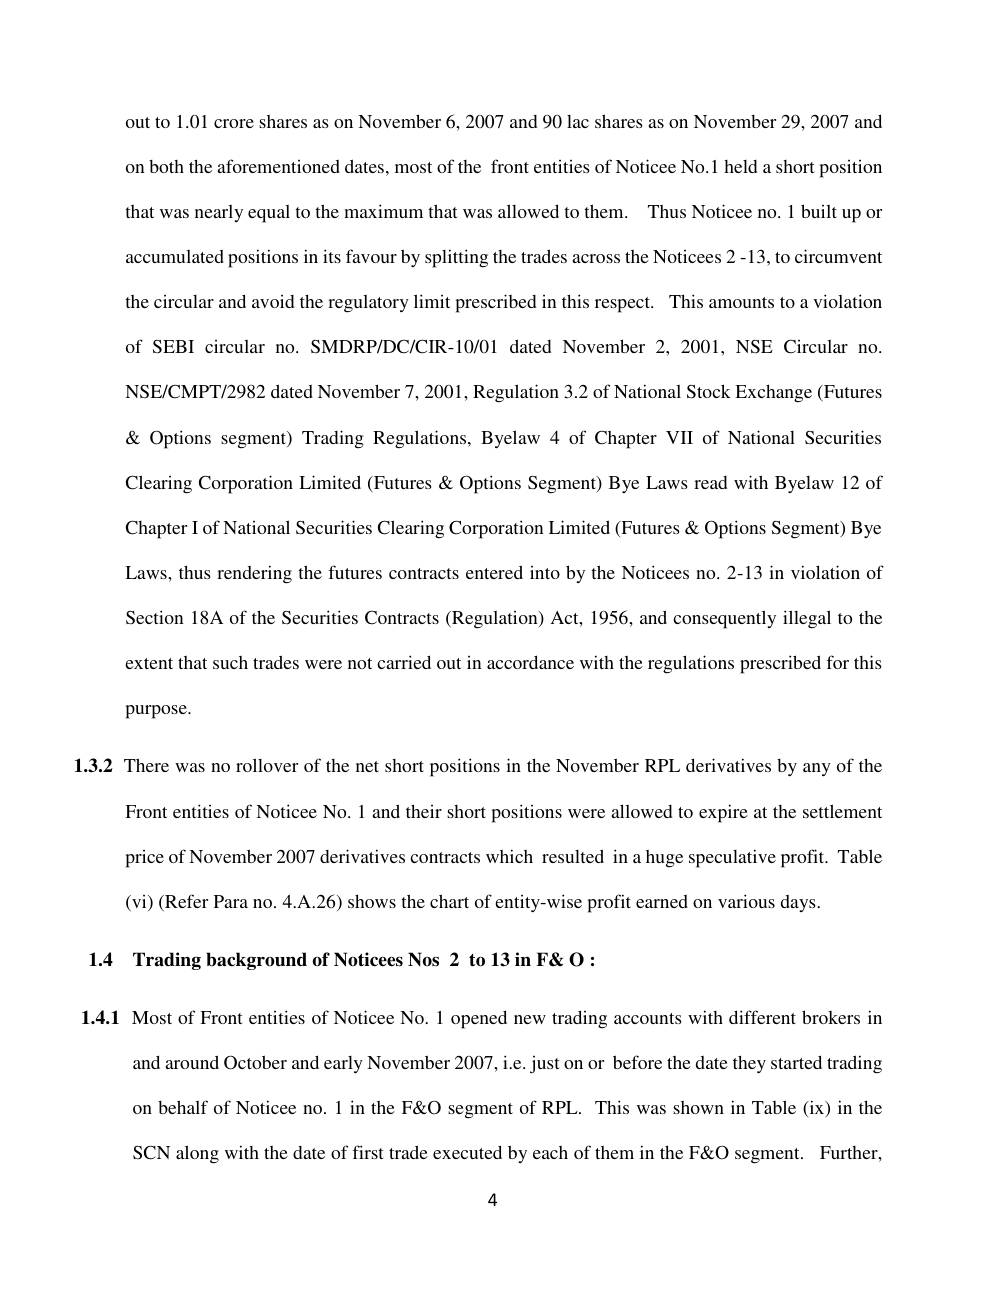 out to 1.01 crore shares as on November 6, 2007 and 90 lac shares as on November 29, 2007 and
on both the aforementioned dates, most of the front entities of Noticee No.1 held a short position
that was nearly equal to the maximum that was allowed to them. Thus Noticee no. 1 built up or
accumulated positions in its favour by splitting the trades across the Noticees 2 -13, to circumvent
the circular and avoid the regulatory limit prescribed in this respect. This amounts to a violation
of SEBI circular no. SMDRP/DC/CIR-10/01 dated November 2, 2001, NSE Circular no.
NSE/CMPT/2982 dated November 7, 2001, Regulation 3.2 of National Stock Exchange (Futures
& Options segment) Trading Regulations, Byelaw 4 of Chapter VII of National Securities
Clearing Corporation Limited (Futures & Options Segment) Bye Laws read with Byelaw 12 of
Chapter I of National Securities Clearing Corporation Limited (Futures & Options Segment) Bye
Laws, thus rendering the futures contracts entered into by the Noticees no. 2-13 in violation of
Section 18A of the Securities Contracts (Regulation) Act, 1956, and consequently illegal to the
extent that such trades were not carried out in accordance with the regulations prescribed for this
purpose.
1.3.2 There was no rollover of the net short positions in the November RPL derivatives by any of the
Front entities of Noticee No. 1 and their short positions were allowed to expire at the settlement
price of November 2007 derivatives contracts which resulted in a huge speculative profit. Table
(vi) (Refer Para no. 4.A.26) shows the chart of entity-wise profit earned on various days.
1.4 Trading background of Noticees Nos 2 to 13 in F& O :
1.4.1 Most of Front entities of Noticee No. 1 opened new trading accounts with different brokers in
and around October and early November 2007, i.e. just on or before the date they started trading
on behalf of Noticee no. 1 in the F&O segment of RPL. This was shown in Table (ix) in the
SCN along with the date of first trade executed by each of them in the F&O segment. Further,
4